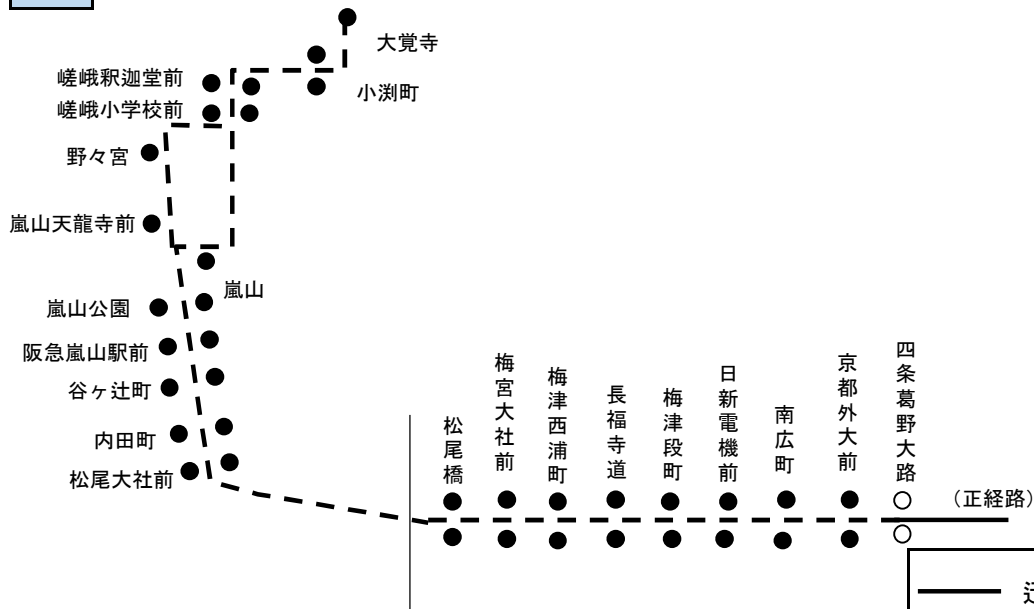 大覚寺
嵯峨釈迦堂前
小渕町
嵯峨小学校前
野々宮
嵐山天龍寺前
嵐山
嵐山公園
阪急嵐山駅前
谷ヶ辻町
内田町
松尾大社前
松尾橋
梅宮大社前
梅津西浦町
長福寺道
梅津段町
日新電機前
南広町
京都外大前
四条葛野大路
(正経路)